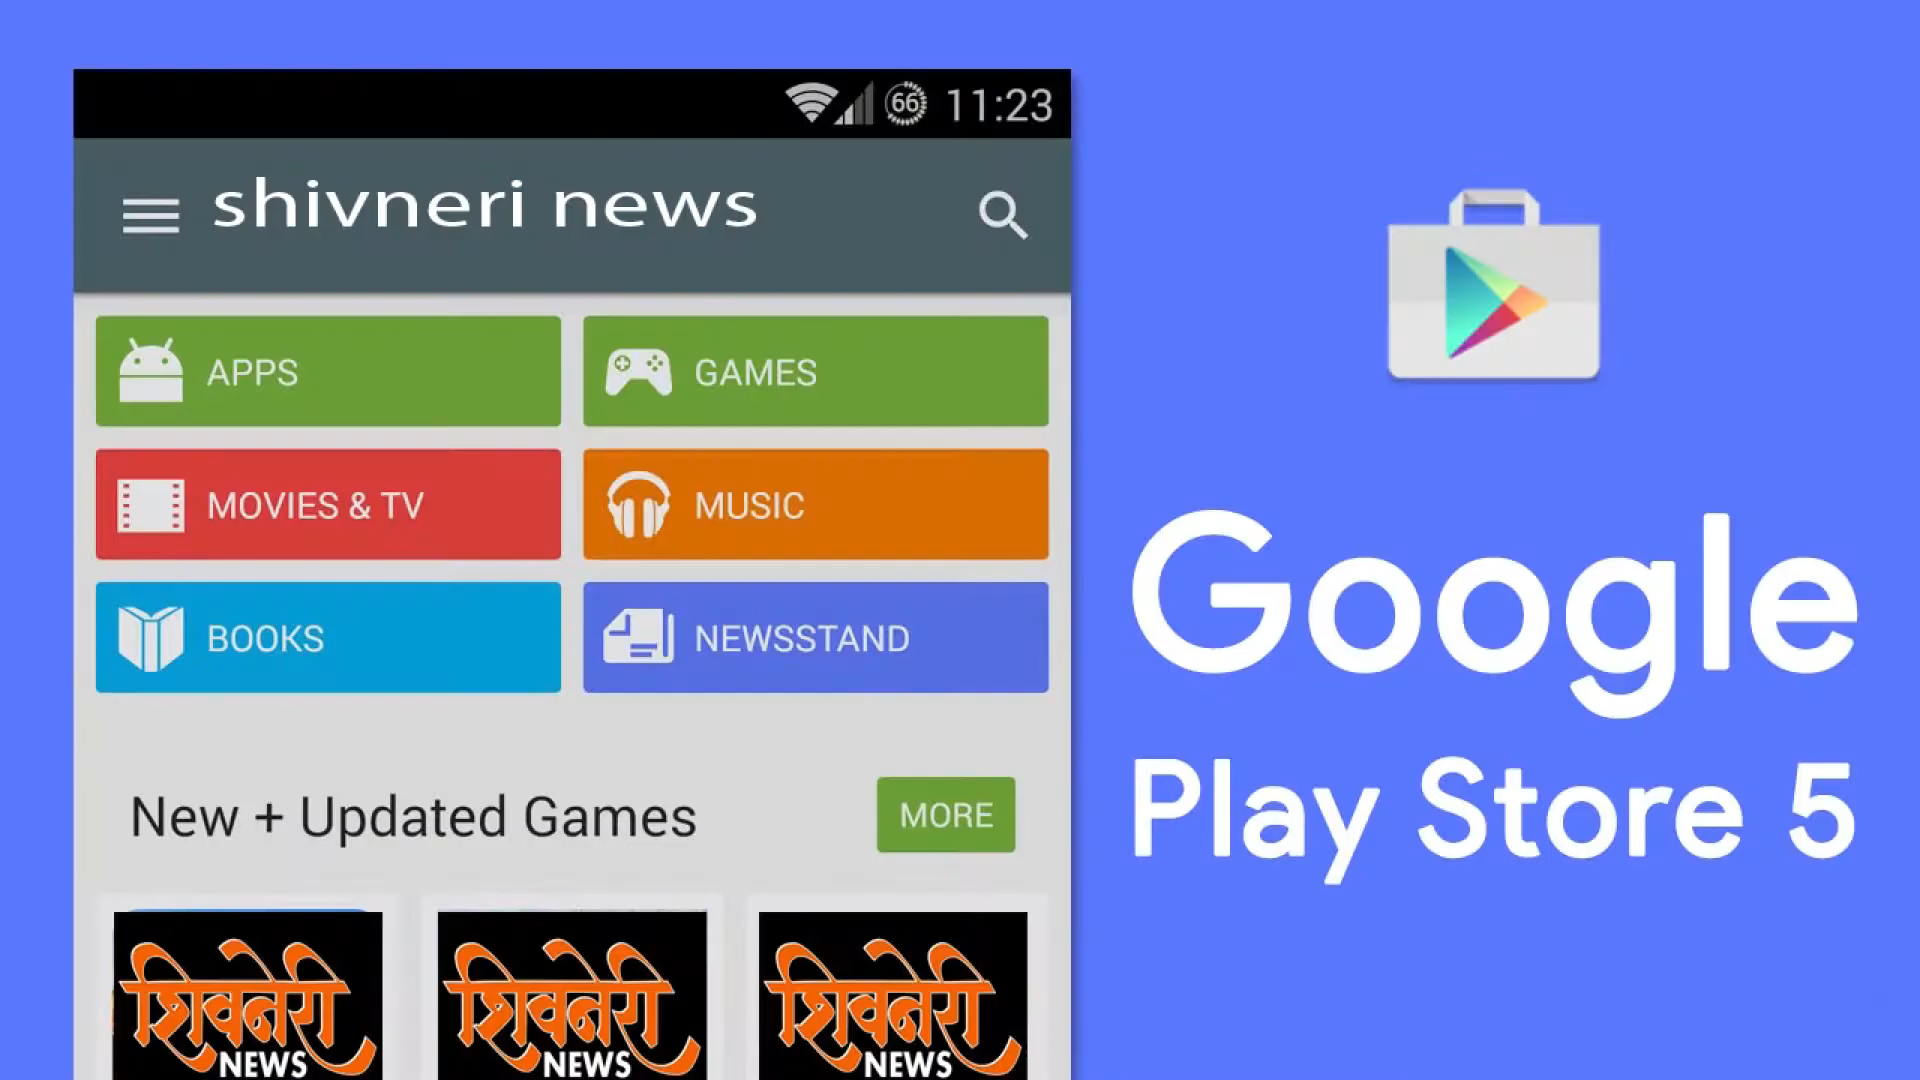 66 11:23
shivneri news
APPS
GAMES
MOVIES & TV
MUSIC
BOOKS
NEWSSTAND
New + Updated Games
MORE
शिवनेरी
NEWS
शिवनेरी
NEWS
शिवनेरी
NEWS
Google
Play Store 5